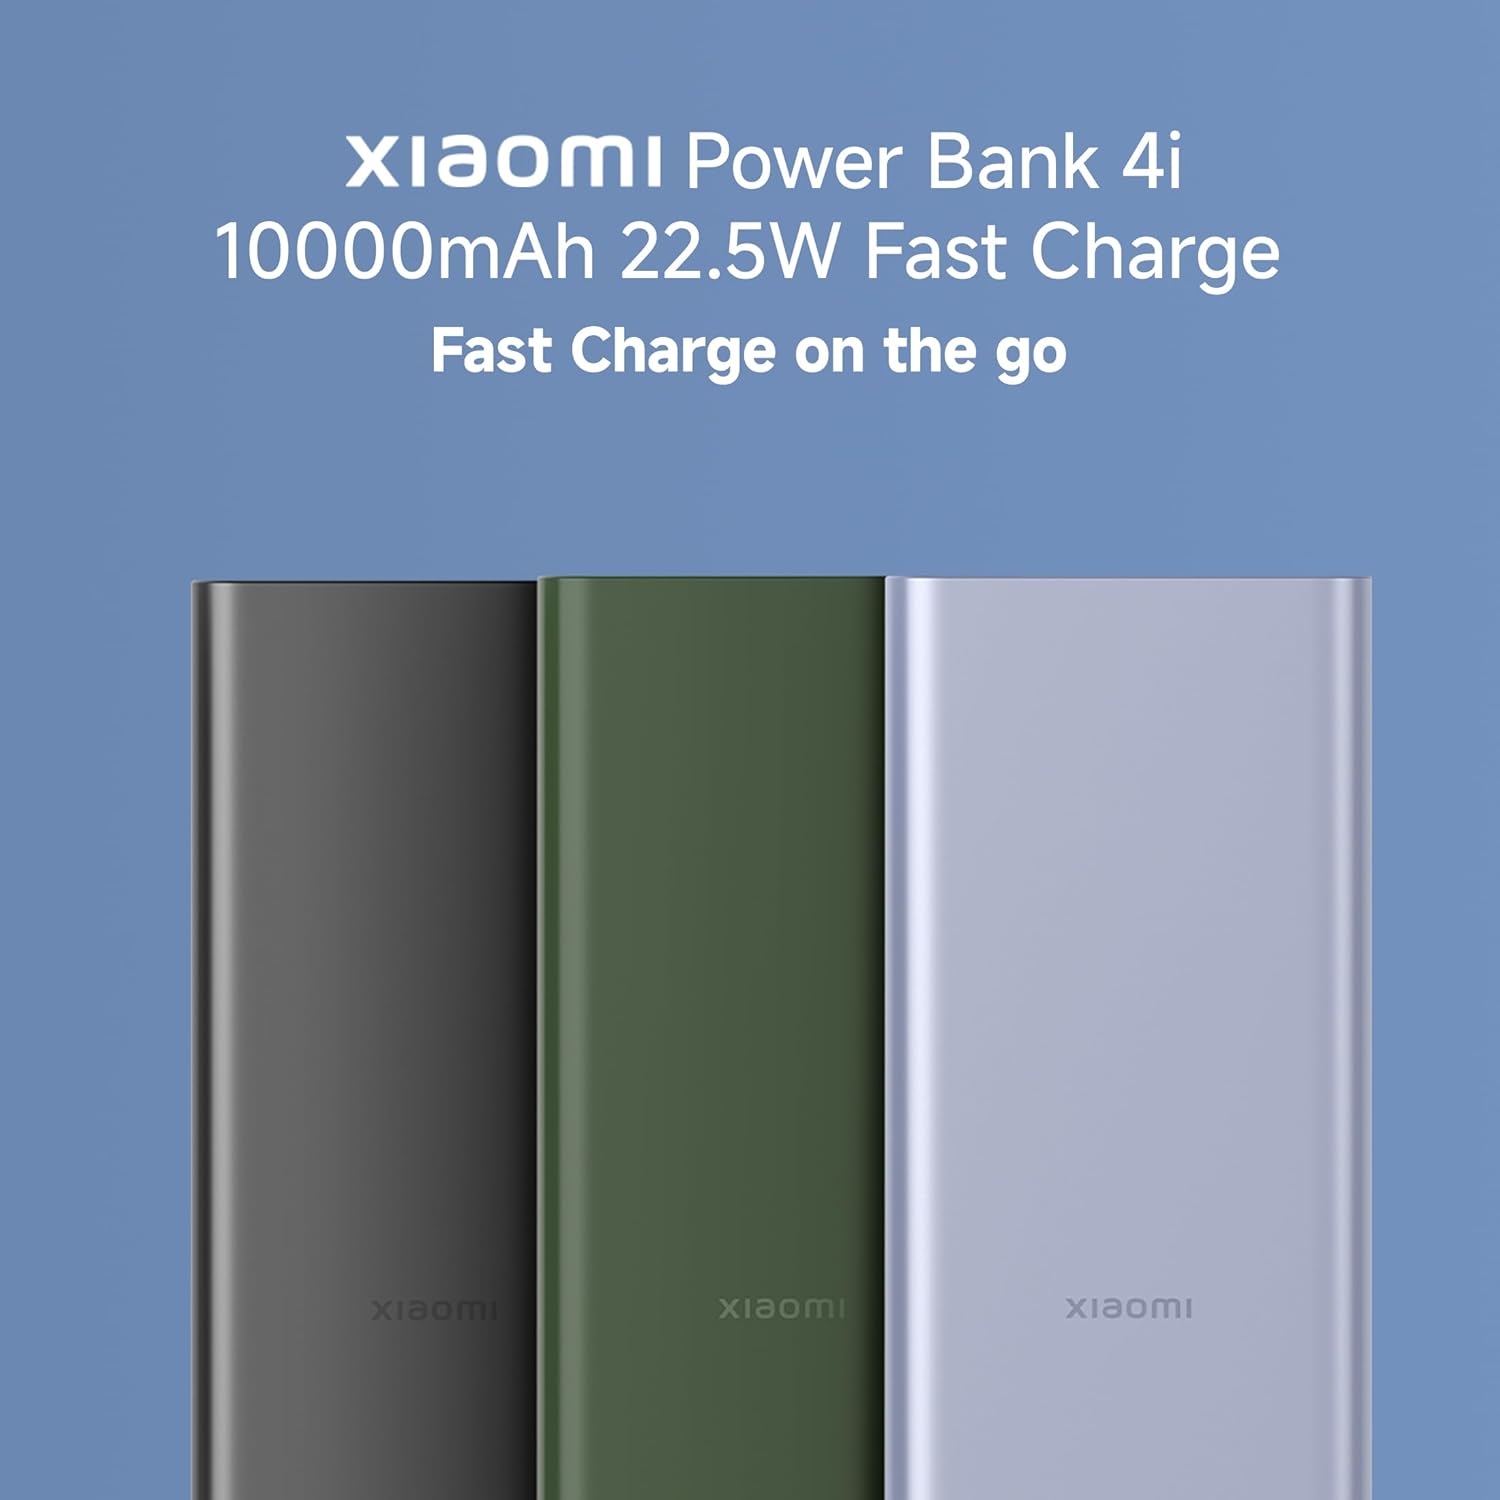 xiaomi Power Bank 4i
10000mAh 22.5W Fast Charge
Fast Charge on the go
xiaomi
xiaomi
xiaomi